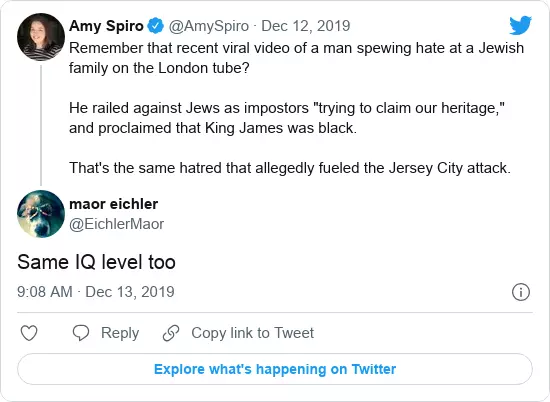 Amy Spiro @AmySpiro · Dec 12, 2019
Remember that recent viral video of a man spewing hate at a Jewish
family on the London tube?
He railed against Jews as impostors "trying to claim our heritage,"
and proclaimed that King James was black.
That's the same hatred that allegedly fueled the Jersey City attack.
maor eichler
@EichlerMaor
Same IQ level too
9:08 AM · Dec 13, 2019
Reply Copy link to Tweet
Explore what's happening on Twitter